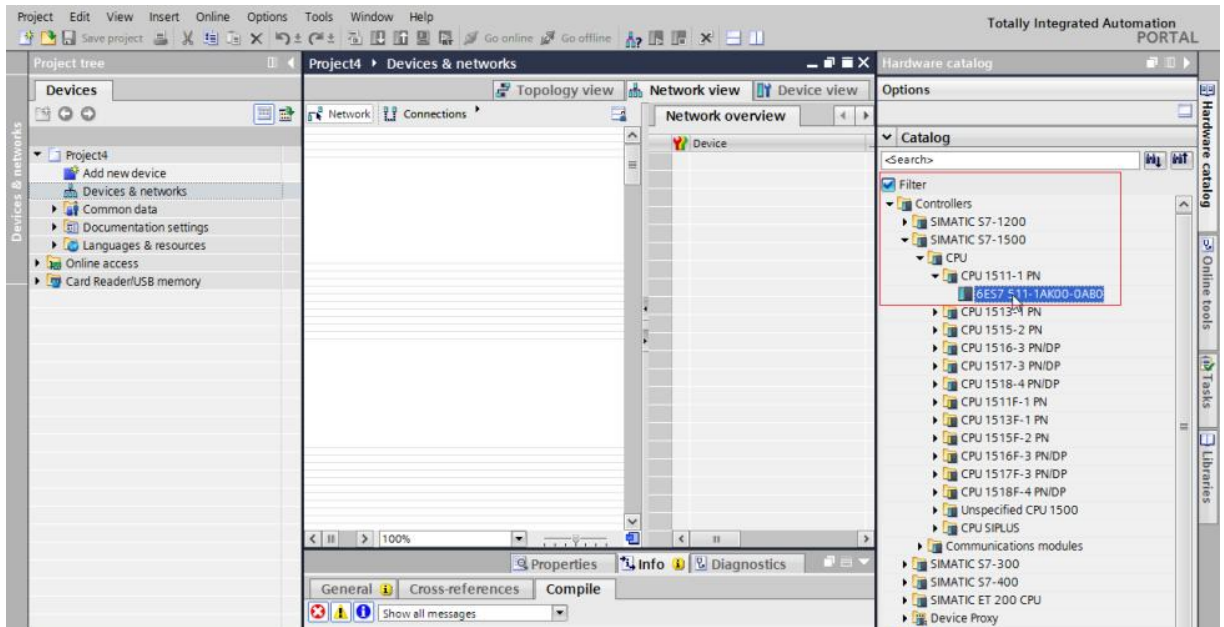 Project Edit View Insert Online Options Tools Window Help
Totally Integrated Automation
PORTAL
Save project Go online Go offline
Project tree
Project4 Devices & networks
Hardware catalog
Devices
Topology view Network view Device view
Options
Network Connections
Network overview
Device
Catalog
<Search>
Filter
Project4
Add new device
Devices & networks
Common data
Documentation settings
Languages & resources
Online access
Card Reader/USB memory
Devices & networks
Controllers
SIMATIC S7-1200
SIMATIC S7-1500
CPU
CPU 1511-1 PN
6ES7 511-1AK00-0AB0
CPU 1513-1 PN
CPU 1515-2 PN
CPU 1516-3 PN/DP
CPU 1517-3 PN/DP
CPU 1518-4 PN/DP
CPU 1511F-1 PN
CPU 1513F-1 PN
CPU 1515F-2 PN
CPU 1516F-3 PN/DP
CPU 1517F-3 PN/DP
CPU 1518F-4 PN/DP
Unspecified CPU 1500
CPU SIPLUS
Communications modules
SIMATIC S7-300
SIMATIC S7-400
SIMATIC ET 200 CPU
Device Proxy
Hardware catalog
Online tools
Tasks
Libraries
100%
Properties Info Diagnostics
General Cross-references Compile
Show all messages